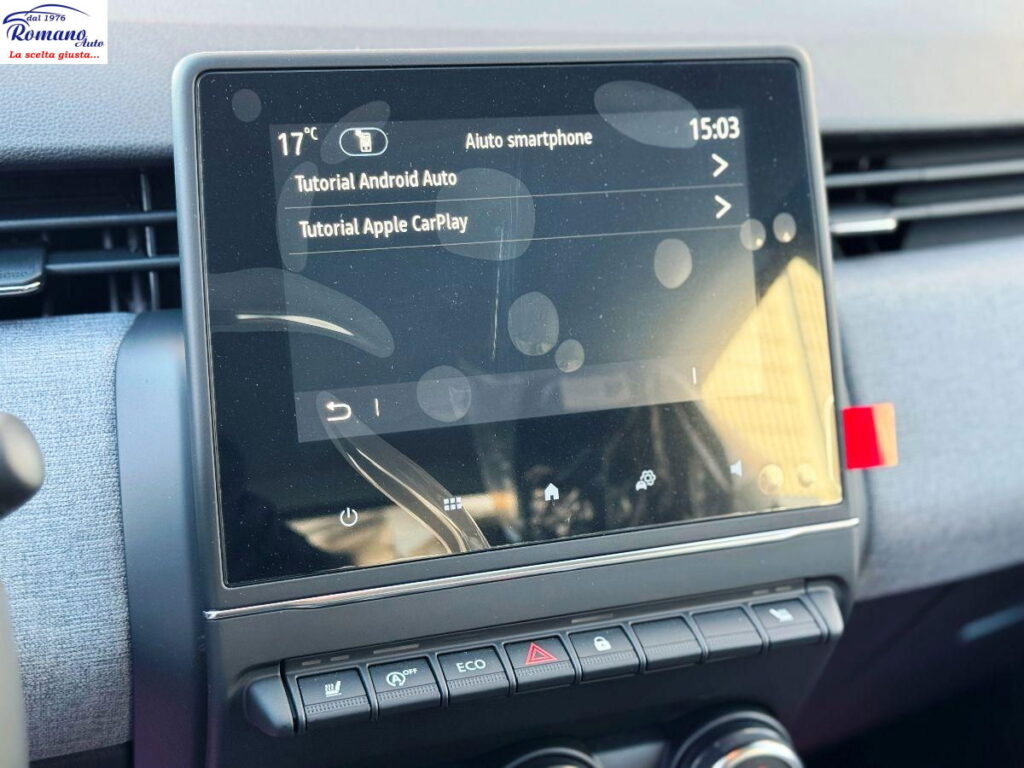 dal 1976
Romano Auto
La scelta giusta...
17°C
Aiuto smartphone
15:03
Tutorial Android Auto
Tutorial Apple CarPlay
A OFF
ECO